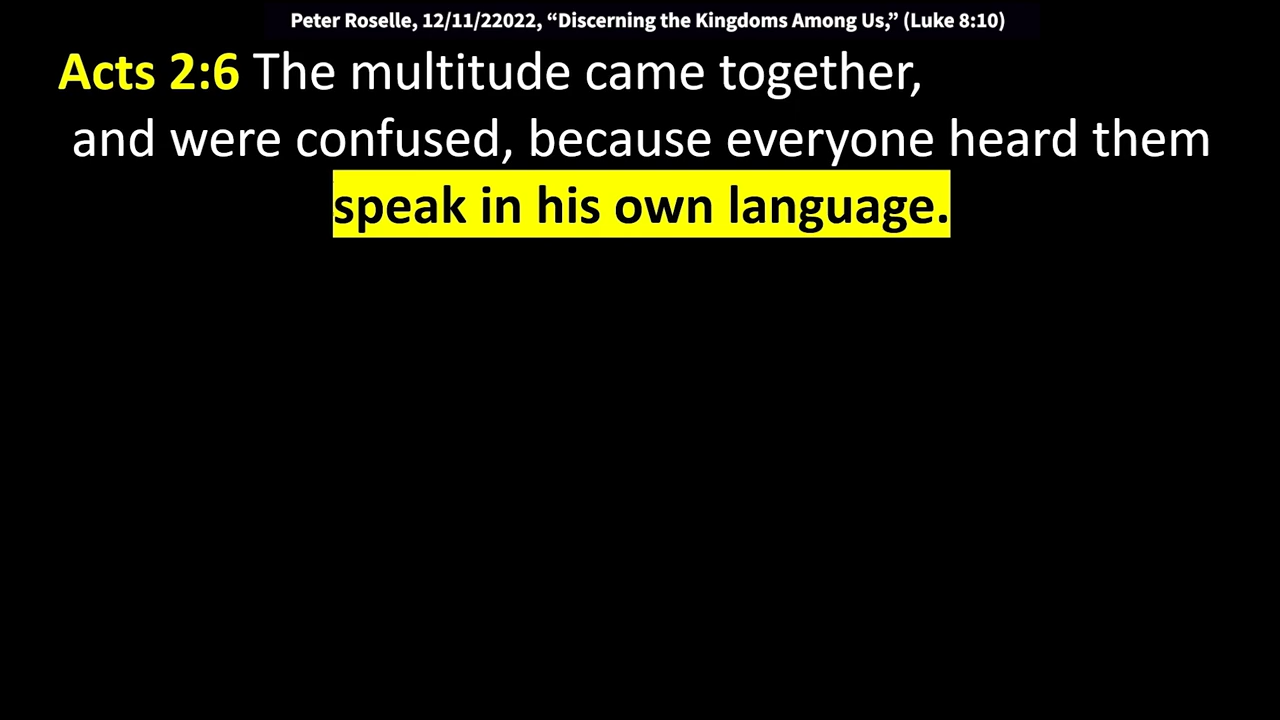 Peter Roselle, 12/11/22022, “Discerning the Kingdoms Among Us,” (Luke 8:10)
Acts 2:6 The multitude came together,
and were confused, because everyone heard them
speak in his own language.